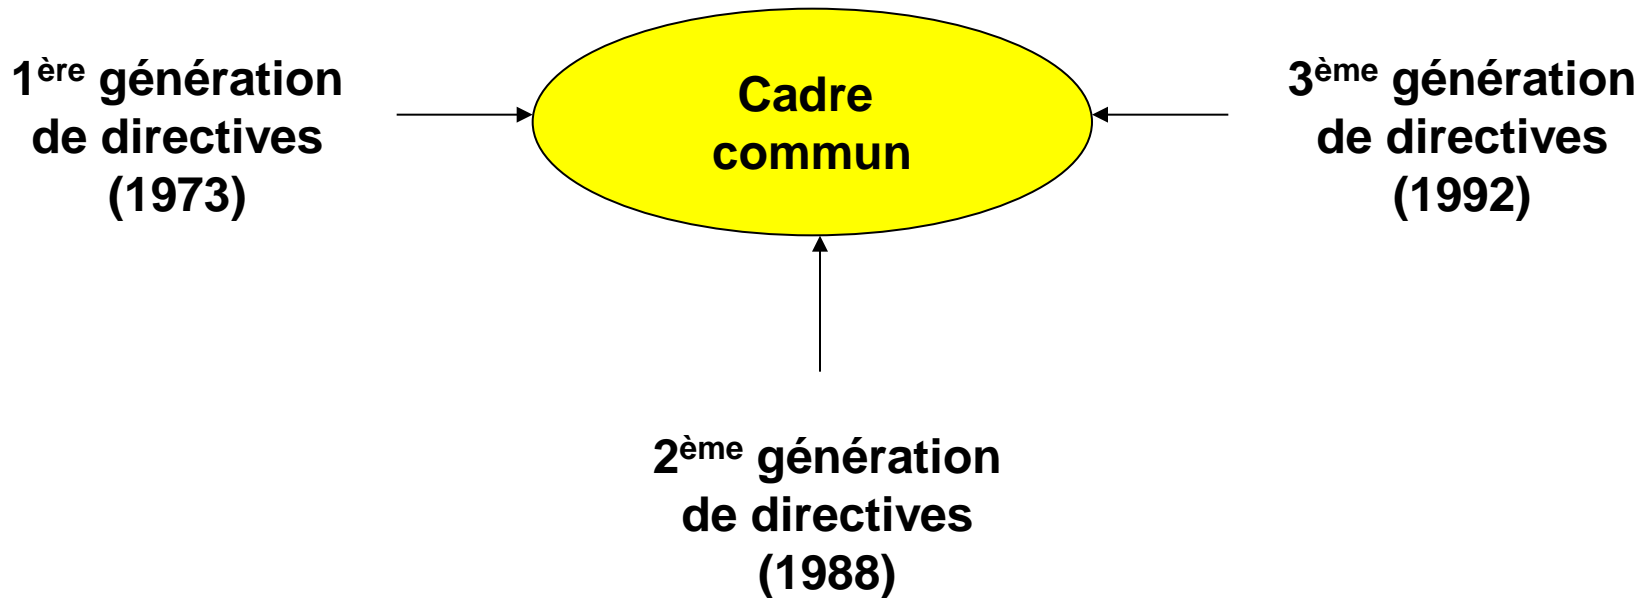 1ère génération
de directives
(1973)
Cadre
commun
3ème génération
de directives
(1992)
2ème génération
de directives
(1988)